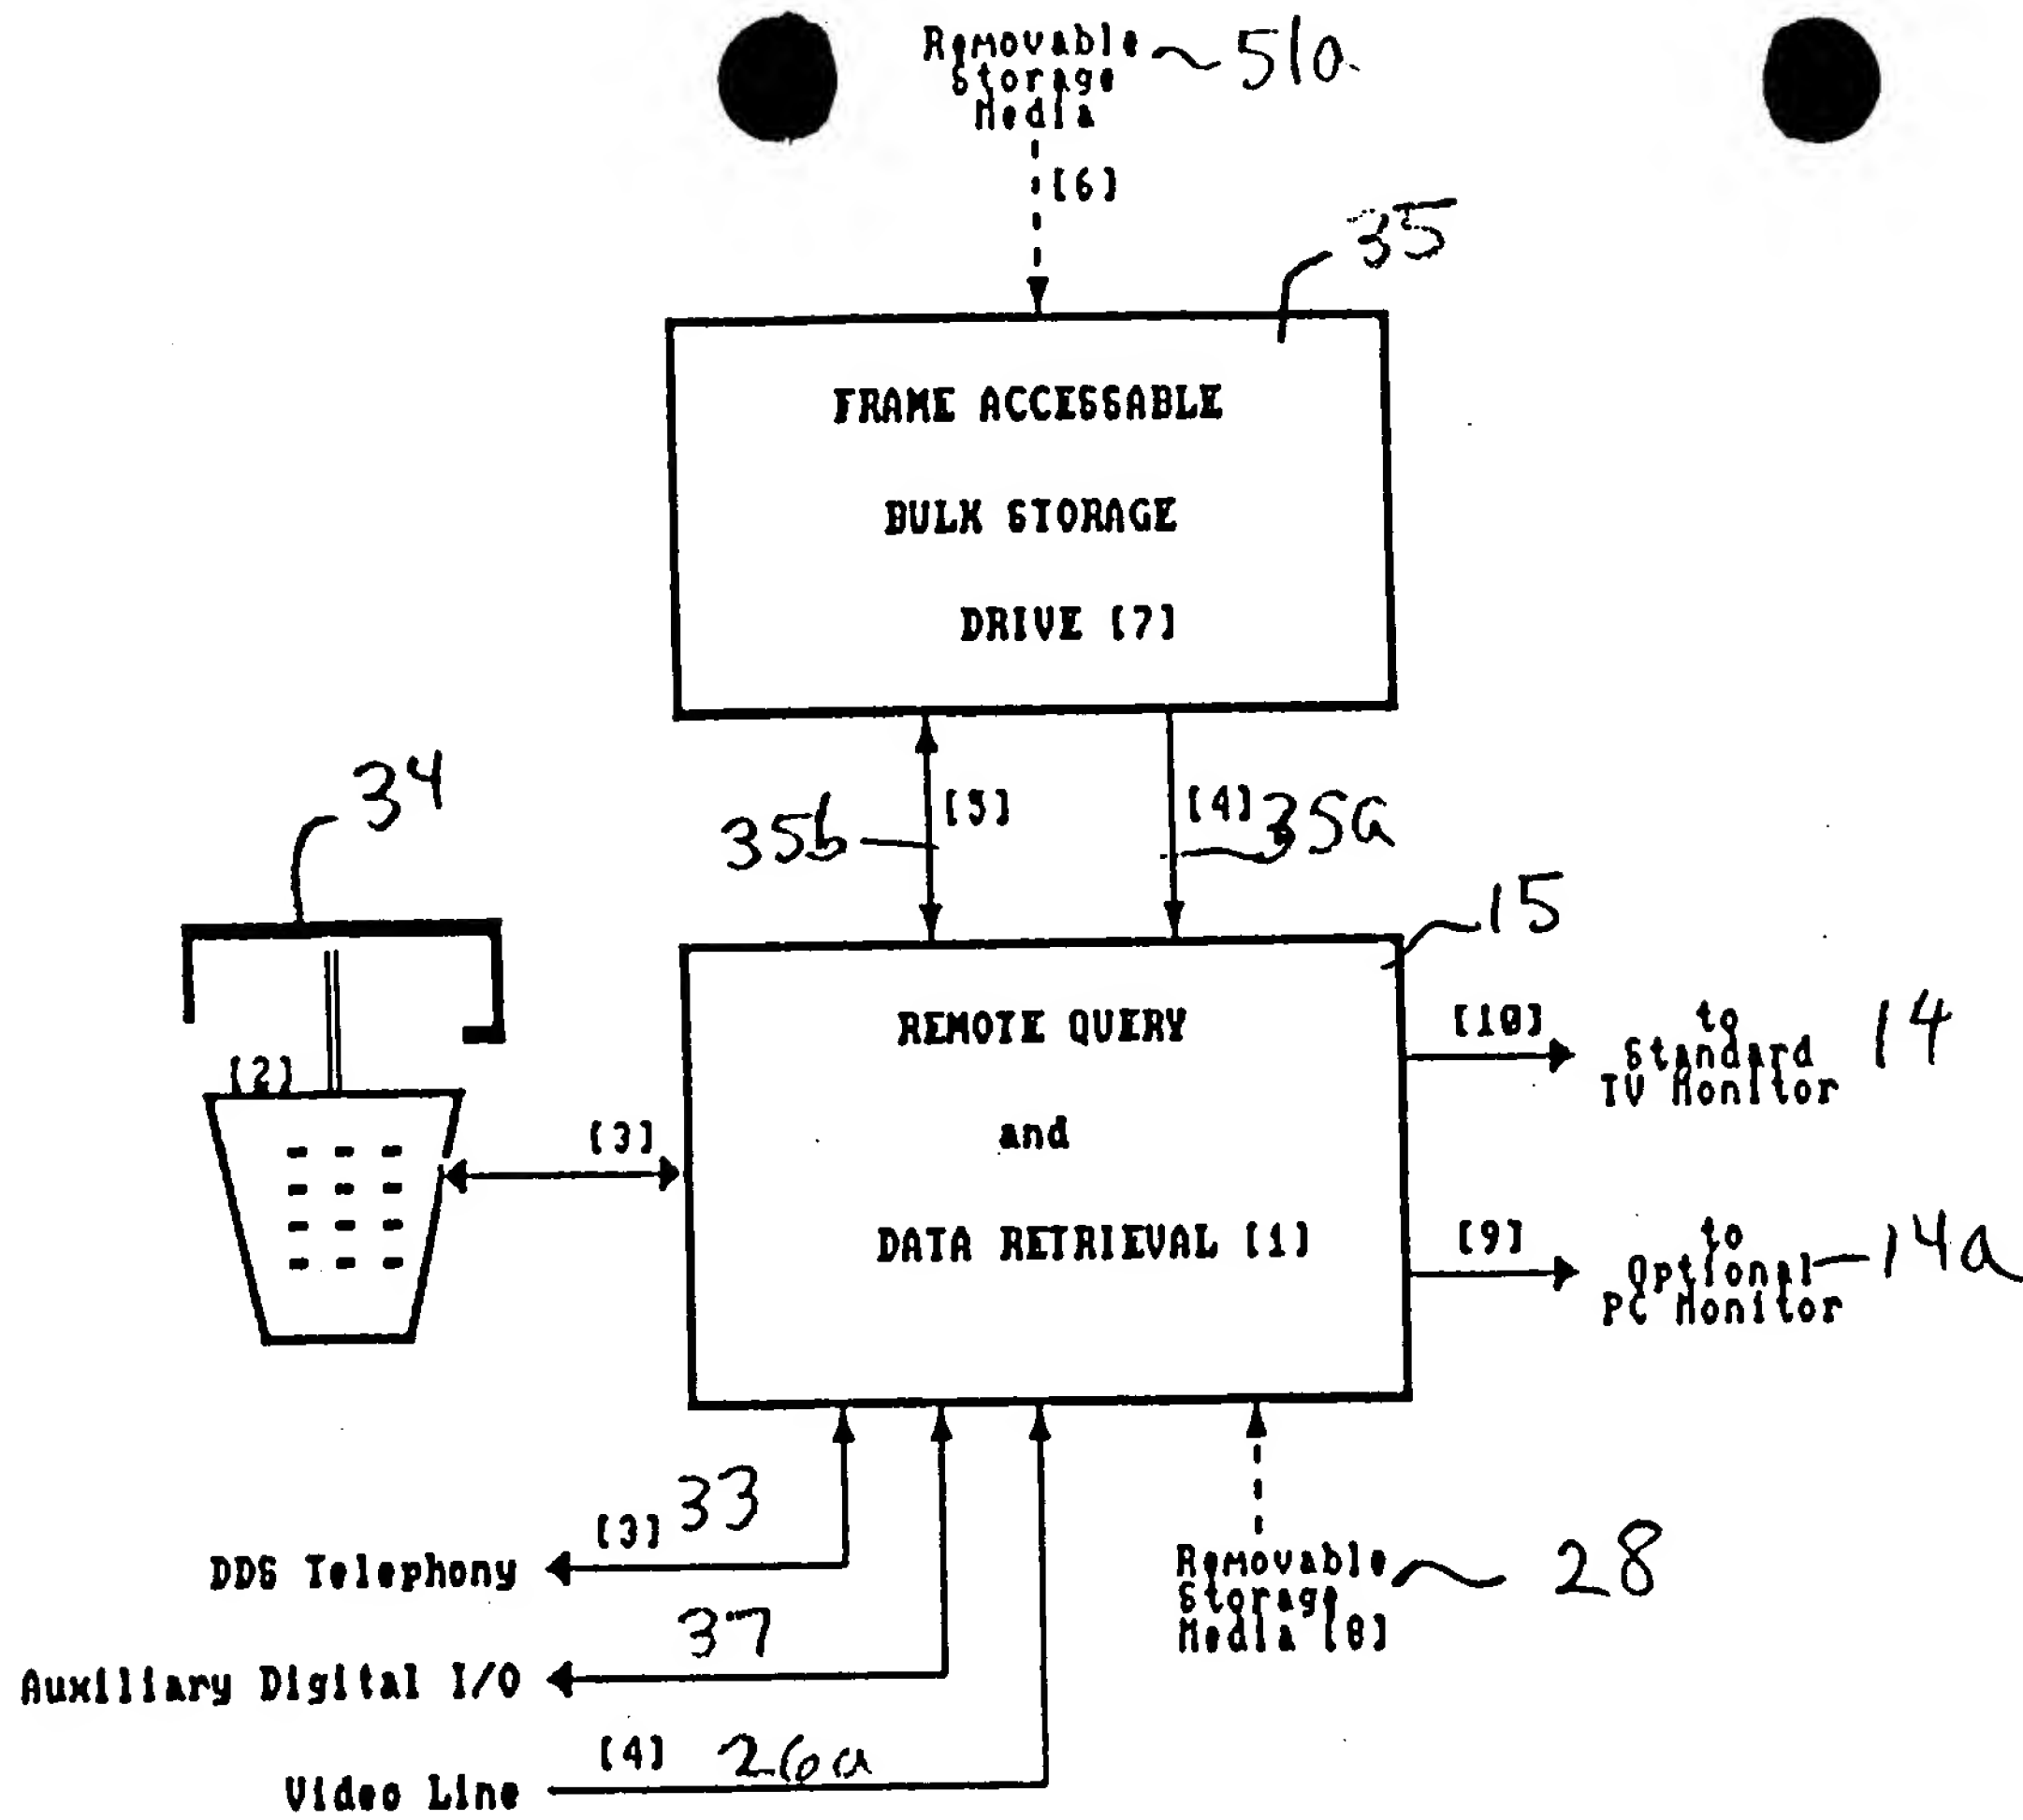 Removable 51a
Storage
Media
[6]
35
FRAME ACCESSABLE
BULK STORAGE
DRIVE [7]
34
[5]
[4] 35a
35b
15
REMOTE QUERY
and
DATA RETRIEVAL [1]
[2]
[3]
[10]
to
Standard 14
TV Monitor
[9]
to
Optional 14a
PC Monitor
[3] 33
DDS Telephony
37
Auxiliary Digital I/O
[4] 26a
Video Line
Removable 28
Storage
Media [8]